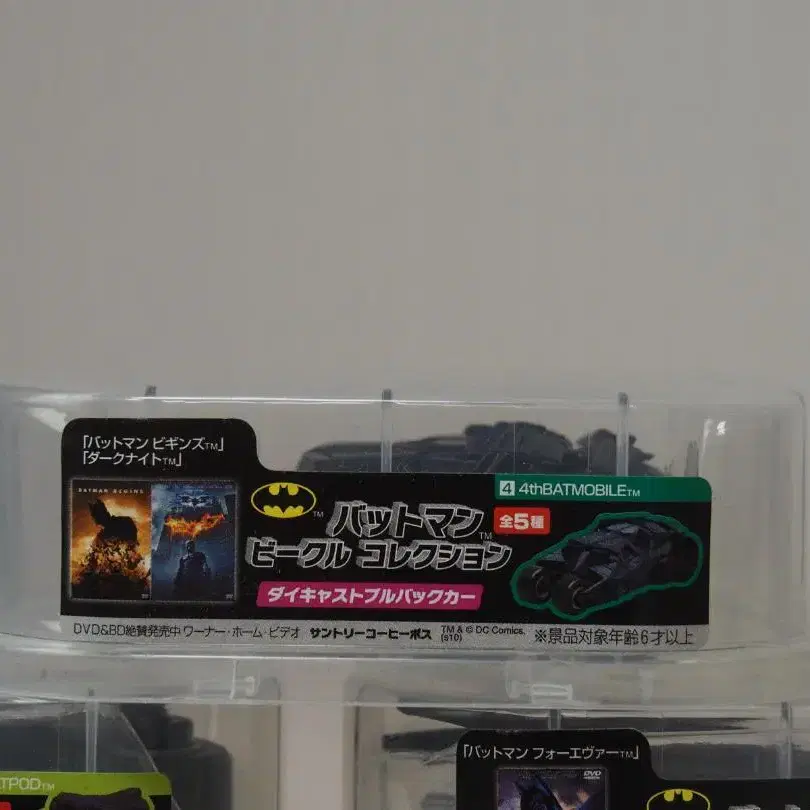 「バットマン ビギンズTM」
「ダークナイトTM」
BATMAN BEGINS
TM
バットマンTM
ビークル コレクション
全5種
4 4thBATMOBILETM
ダイキャストプルバックカー
DVD&BD絶賛発売中 ワーナー・ホーム・ビデオ サントリーコーヒーボス TM & © DC Comics.
(s10)
※景品対象年齢6才以上
TPODTM
「バットマン フォーエヴァーTM」
DVD